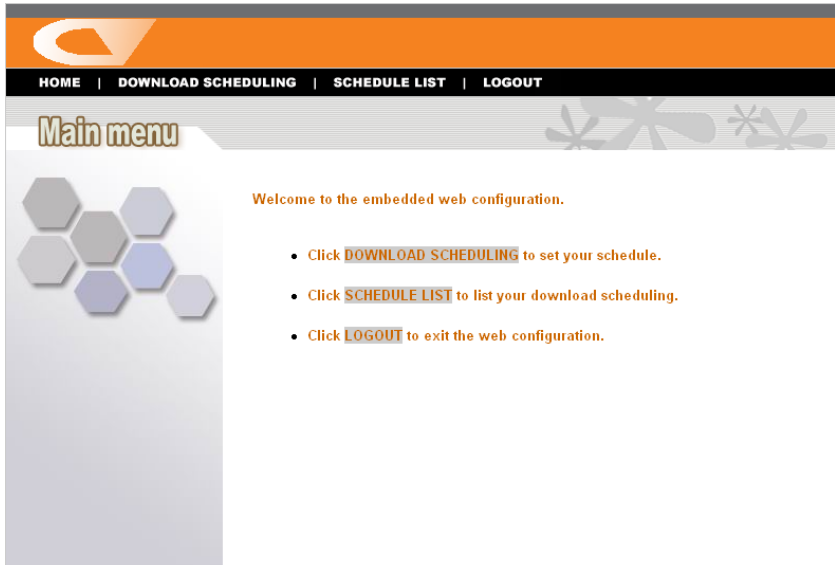 HOME | DOWNLOAD SCHEDULING | SCHEDULE LIST | LOGOUT
Main menu
Welcome to the embedded web configuration.
• Click DOWNLOAD SCHEDULING to set your schedule.
• Click SCHEDULE LIST to list your download scheduling.
• Click LOGOUT to exit the web configuration.